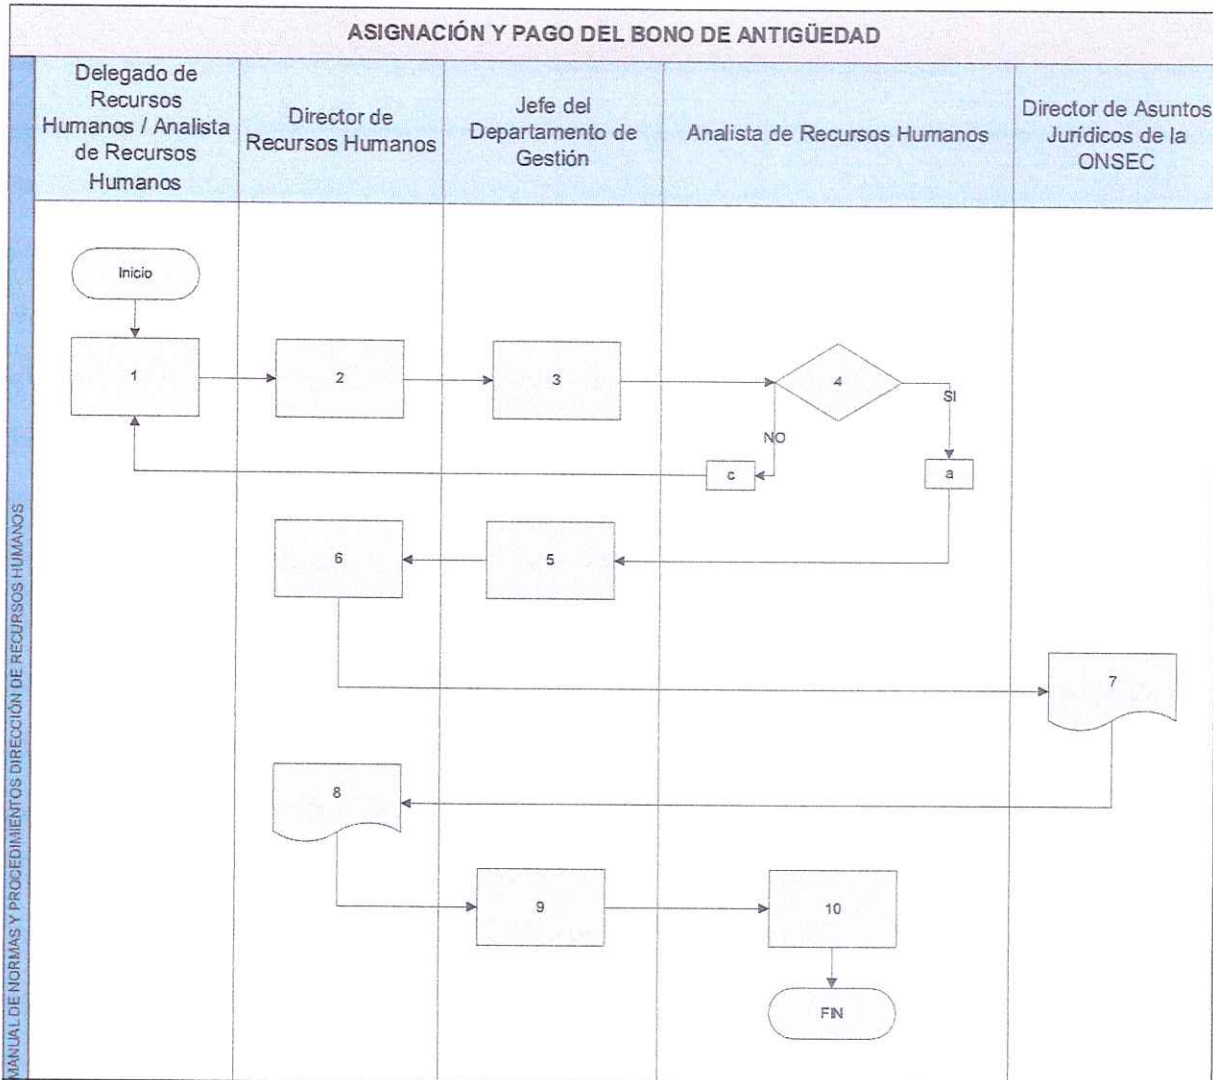 ASIGNACIÓN Y PAGO DEL BONO DE ANTIGÜEDAD
Delegado de
Recursos
Humanos / Analista
de Recursos
Humanos
Director de
Recursos Humanos
Jefe del
Departamento de
Gestión
Analista de Recursos Humanos
Director de Asuntos
Jurídicos de la
ONSEC
MANUAL DE NORMAS Y PROCEDIMIENTOS DIRECCIÓN DE RECURSOS HUMANOS
Inicio
1
2
3
4
SI
NO
c
a
6
5
7
8
9
10
FIN